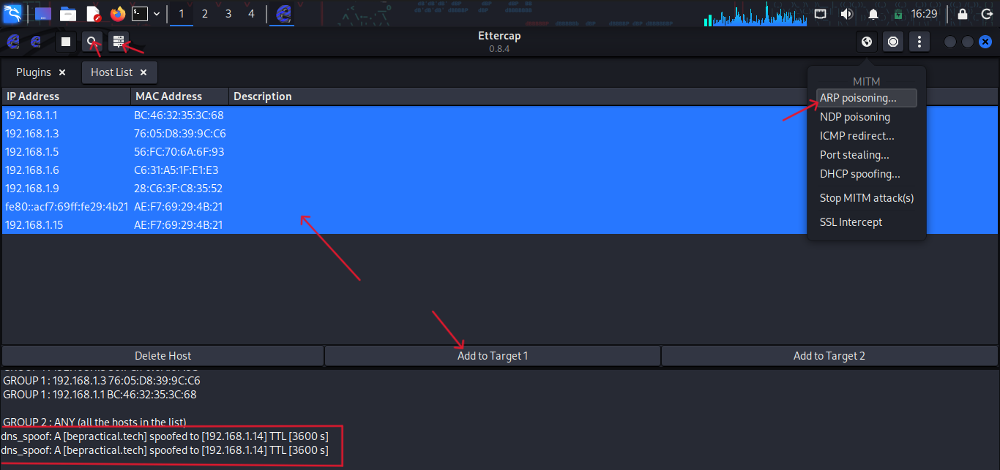 1 2 3 4 16:29
Ettercap
0.8.4
Plugins × Host List ×
MITM
IP Address MAC Address Description
ARP poisoning...
192.168.1.1 BC:46:32:35:3C:68
NDP poisoning
192.168.1.3 76:05:D8:39:9C:C6
ICMP redirect...
192.168.1.5 56:FC:70:6A:6F:93
Port stealing...
192.168.1.6 C6:31:A5:1F:E1:E3
DHCP spoofing...
192.168.1.9 28:C6:3F:C8:35:52
Stop MITM attack(s)
fe80::acf7:69ff:fe29:4b21 AE:F7:69:29:4B:21
SSL Intercept
192.168.1.15 AE:F7:69:29:4B:21
Delete Host Add to Target 1 Add to Target 2
GROUP 1 : 192.168.1.3 76:05:D8:39:9C:C6
GROUP 1 : 192.168.1.1 BC:46:32:35:3C:68
GROUP 2 : ANY (all the hosts in the list)
dns_spoof: A [bepractical.tech] spoofed to [192.168.1.14] TTL [3600 s]
dns_spoof: A [bepractical.tech] spoofed to [192.168.1.14] TTL [3600 s]